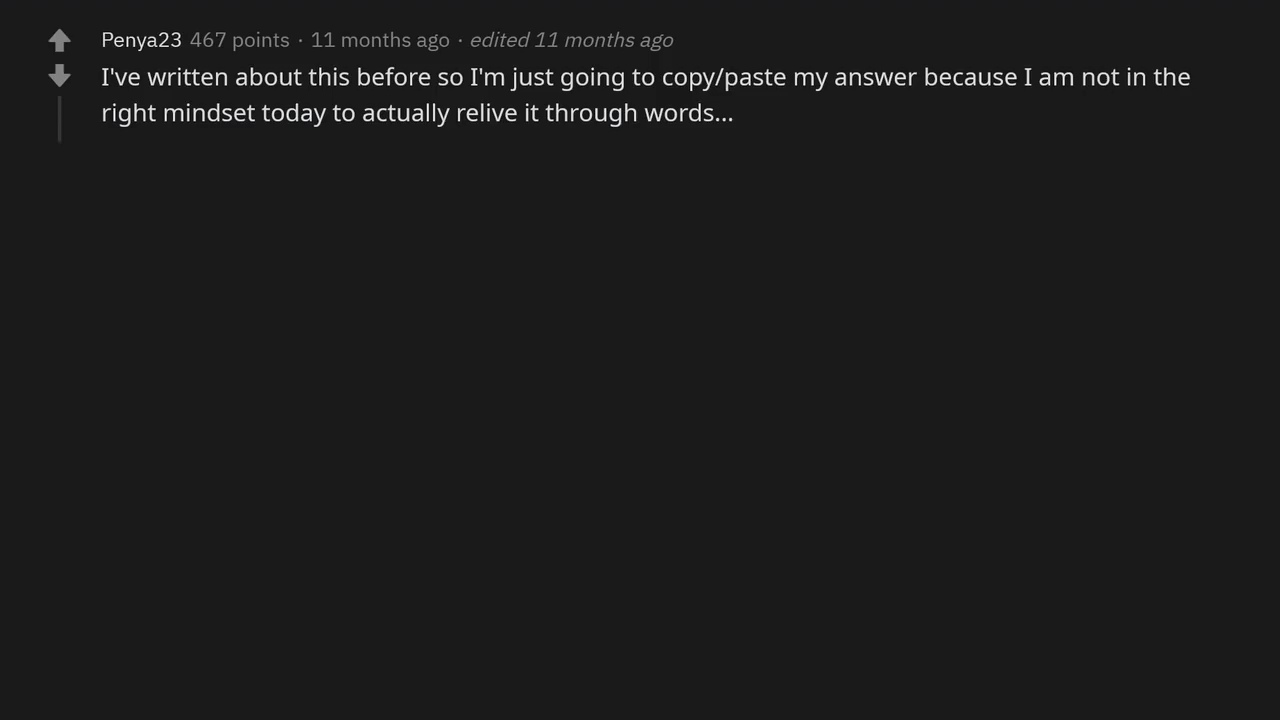 Penya23 467 points · 11 months ago · edited 11 months ago
I've written about this before so I'm just going to copy/paste my answer because I am not in the
right mindset today to actually relive it through words...